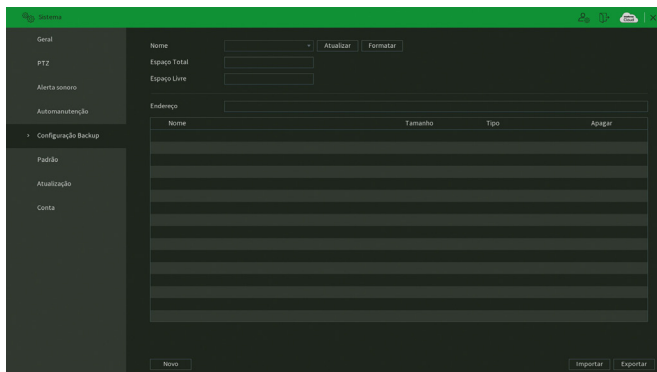 Sistema
Cloud
Geral
PTZ
Alerta sonoro
Automanutenção
Configuração Backup
Padrão
Atualização
Conta
Nome Atualizar Formatar
Espaço Total
Espaço Livre
Endereço
Nome Tamanho Tipo Apagar
Novo Importar Exportar